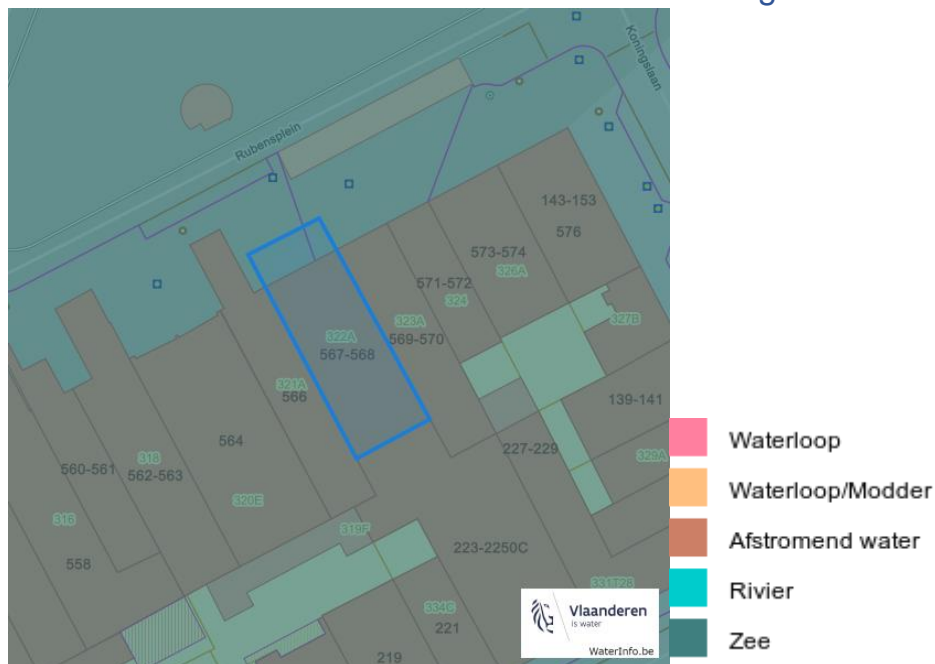 g
Koningslaan
Rubensplein
143-153
576
573-574
326A
571-572
324
327B
323A
569-570
322A
567-568
321A
566
139-141
564
227-229
329A
560-561
318
562-563
320E
316
319F
223-2250C
558
331T28
334C
221
219
Vlaanderen
is water
WaterInfo.be
Waterloop
Waterloop/Modder
Afstromend water
Rivier
Zee